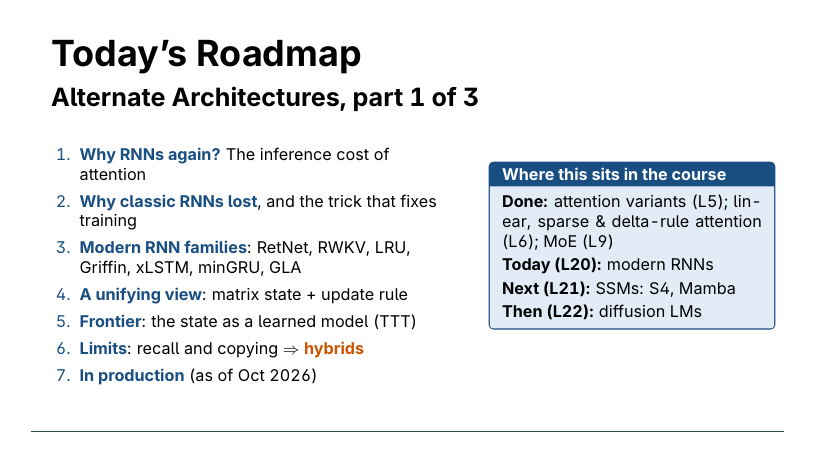 Today’s Roadmap
Alternate Architectures, part 1 of 3
1. Why RNNs again? The inference cost of
attention
2. Why classic RNNs lost, and the trick that fixes
training
3. Modern RNN families: RetNet, RWKV, LRU,
Griffin, xLSTM, minGRU, GLA
4. A unifying view: matrix state + update rule
5. Frontier: the state as a learned model (TTT)
6. Limits: recall and copying ⇒ hybrids
7. In production (as of Oct 2026)
Where this sits in the course
Done: attention variants (L5); lin-
ear, sparse & delta-rule attention
(L6); MoE (L9)
Today (L20): modern RNNs
Next (L21): SSMs: S4, Mamba
Then (L22): diffusion LMs